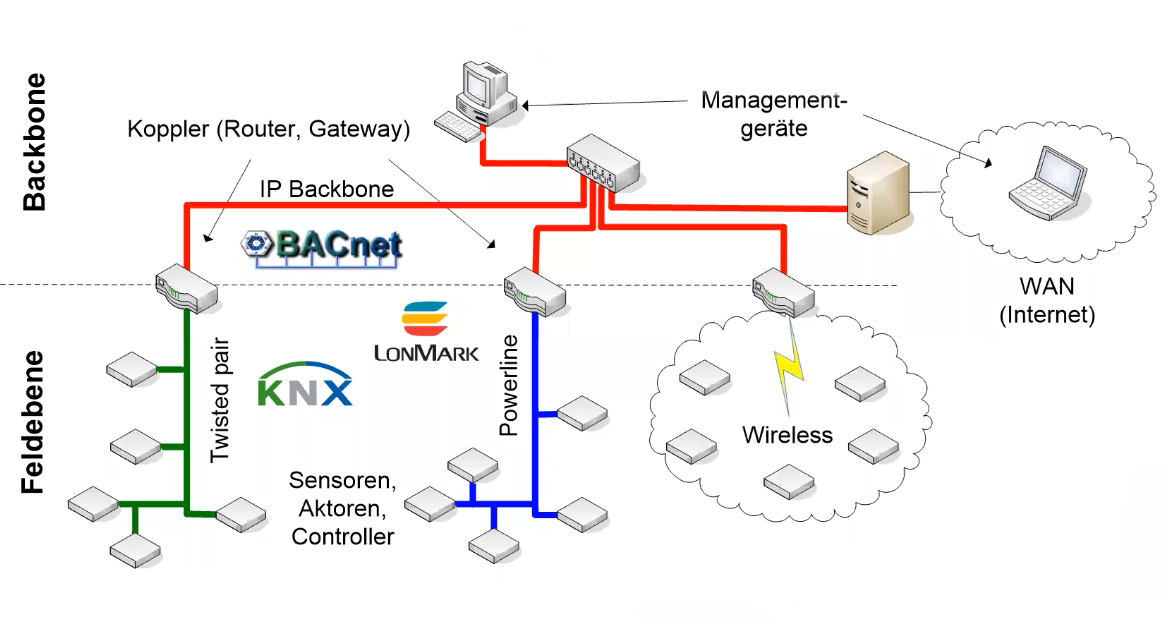 Backbone
Koppler (Router, Gateway)
Management-
geräte
IP Backbone
BACnet
WAN
(Internet)
Feldebene
Twisted pair
KNX
LONMARK
Powerline
Wireless
Sensoren,
Aktoren,
Controller